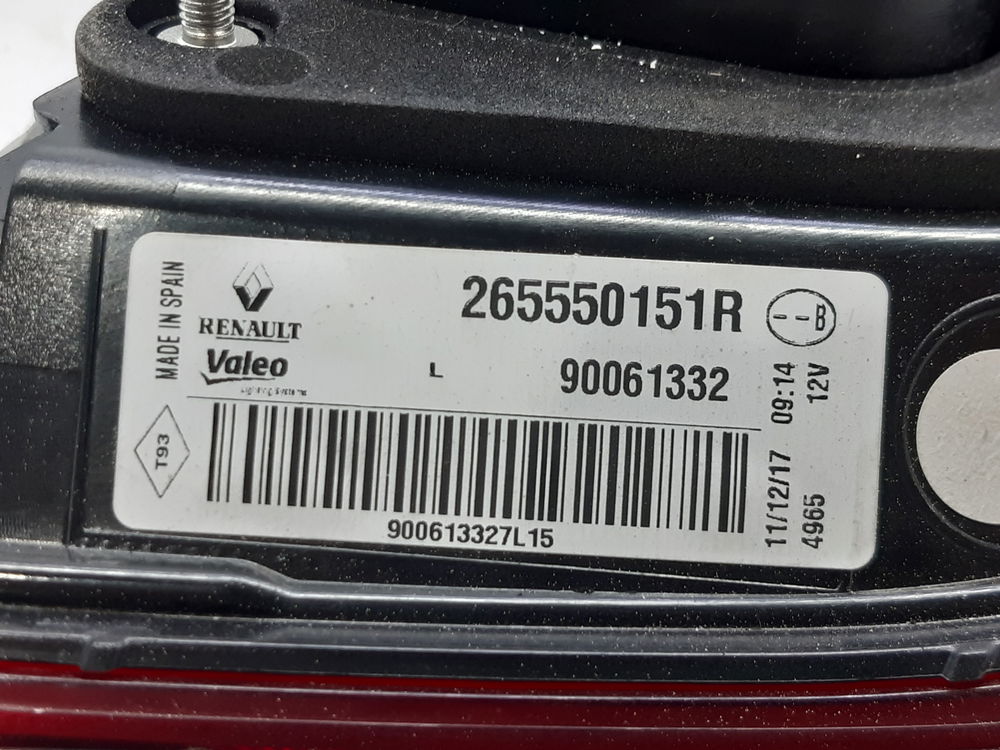 MADE IN SPAIN
RENAULT
Valeo
265550151R
B
L
90061332
T93
900613327L15
11/12/17 09:14
4965 12V